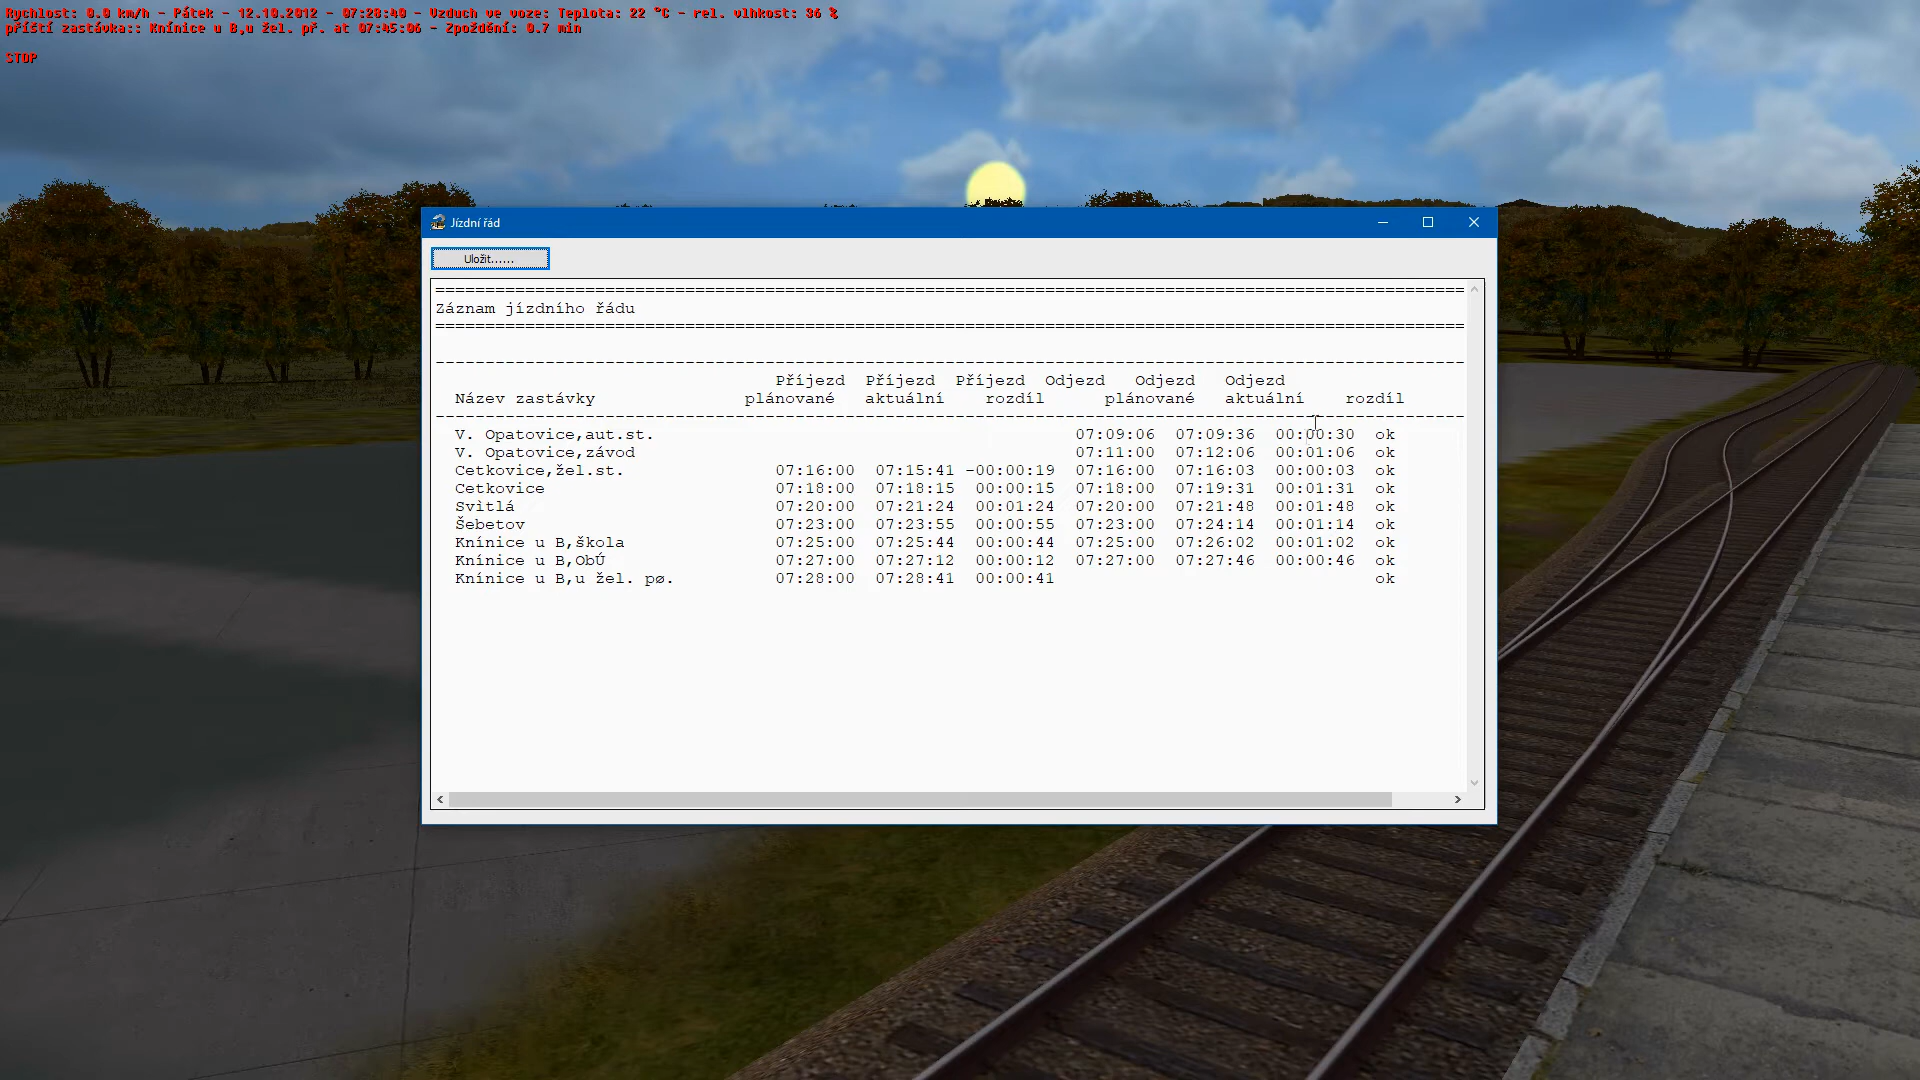 Rychlost: 0.0 km/h - Pátek - 12.10.2012 - 07:28:40 - Vzduch ve voze: Teplota: 22 °C - rel. vlhkost: 36 %
příští zastávka:: Knínice u B,u žel. př. at 07:45:06 - Zpoždění: 0.7 min
STOP
Jízdní řád
Uložit......
Záznam jízdního řádu
Příjezd Příjezd Příjezd Odjezd Odjezd Odjezd
Název zastávky plánované aktuální rozdíl plánované aktuální rozdíl
V. Opatovice,aut.st. 07:09:06 07:09:36 00:00:30 ok
V. Opatovice,závod 07:11:00 07:12:06 00:01:06 ok
Cetkovice,žel.st. 07:16:00 07:15:41 -00:00:19 07:16:00 07:16:03 00:00:03 ok
Cetkovice 07:18:00 07:18:15 00:00:15 07:18:00 07:19:31 00:01:31 ok
Svìtlá 07:20:00 07:21:24 00:01:24 07:20:00 07:21:48 00:01:48 ok
Šebetov 07:23:00 07:23:55 00:00:55 07:23:00 07:24:14 00:01:14 ok
Knínice u B,škola 07:25:00 07:25:44 00:00:44 07:25:00 07:26:02 00:01:02 ok
Knínice u B,ObÚ 07:27:00 07:27:12 00:00:12 07:27:00 07:27:46 00:00:46 ok
Knínice u B,u žel. pø. 07:28:00 07:28:41 00:00:41 ok